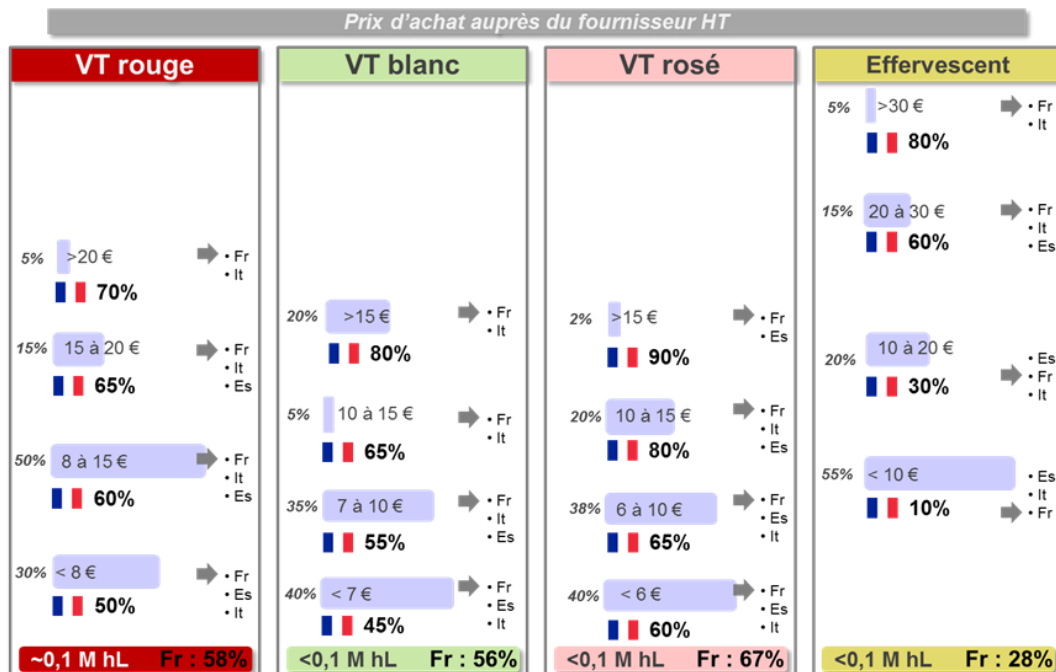 Prix d'achat auprès du fournisseur HT
VT rouge
5%
>20 €
• Fr
• It
70%
15%
15 à 20 €
• Fr
• It
• Es
65%
50%
8 à 15 €
• Fr
• It
• Es
60%
30%
< 8 €
• Fr
• Es
• It
50%
~0,1 M hL Fr : 58%
VT blanc
20%
>15 €
• Fr
• It
80%
5%
10 à 15 €
• Fr
• It
65%
35%
7 à 10 €
• Fr
• It
• Es
55%
40%
< 7 €
• Fr
• Es
• It
45%
<0,1 M hL Fr : 56%
VT rosé
2%
>15 €
• Fr
• Es
90%
20%
10 à 15 €
• Fr
• It
• Es
80%
38%
6 à 10 €
• Fr
• Es
• It
65%
40%
< 6 €
• Fr
• Es
• It
60%
<0,1 M hL Fr : 67%
Effervescent
5%
>30 €
• Fr
• It
80%
15%
20 à 30 €
• Fr
• It
• Es
60%
20%
10 à 20 €
• Es
• Fr
• It
30%
55%
< 10 €
• Es
• It
• Fr
10%
<0,1 M hL Fr : 28%